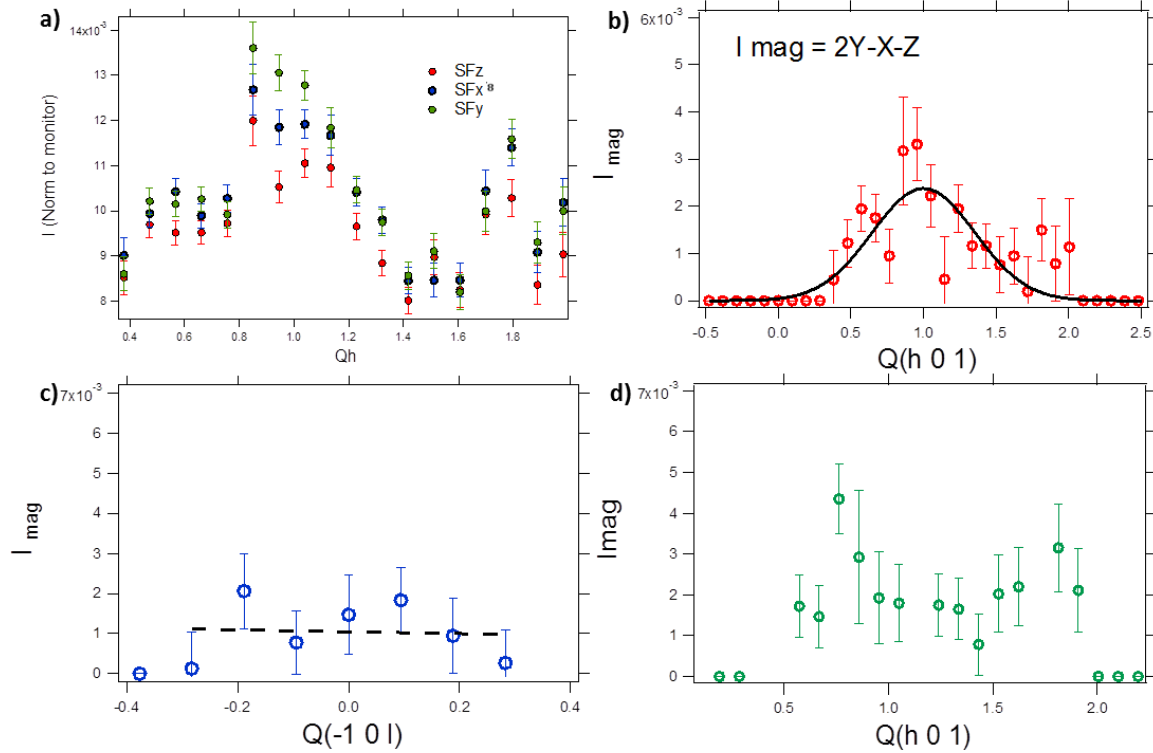 a)
14x10⁻³
13
12
11
10
9
8
I (Norm to monitor)
SFz
SFx
SFy
0.4 0.6 0.8 1.0 1.2 1.4 1.6 1.8
Qh
b)
6x10⁻³
5
4
3
2
1
0
I mag
I mag = 2Y-X-Z
-0.5 0.0 0.5 1.0 1.5 2.0 2.5
Q(h 0 1)
c)
7x10⁻³
6
5
4
3
2
1
0
I mag
-0.4 -0.2 0.0 0.2 0.4
Q(-1 0 l)
d)
7x10⁻³
6
5
4
3
2
1
0
Imag
0.5 1.0 1.5 2.0
Q(h 0 1)